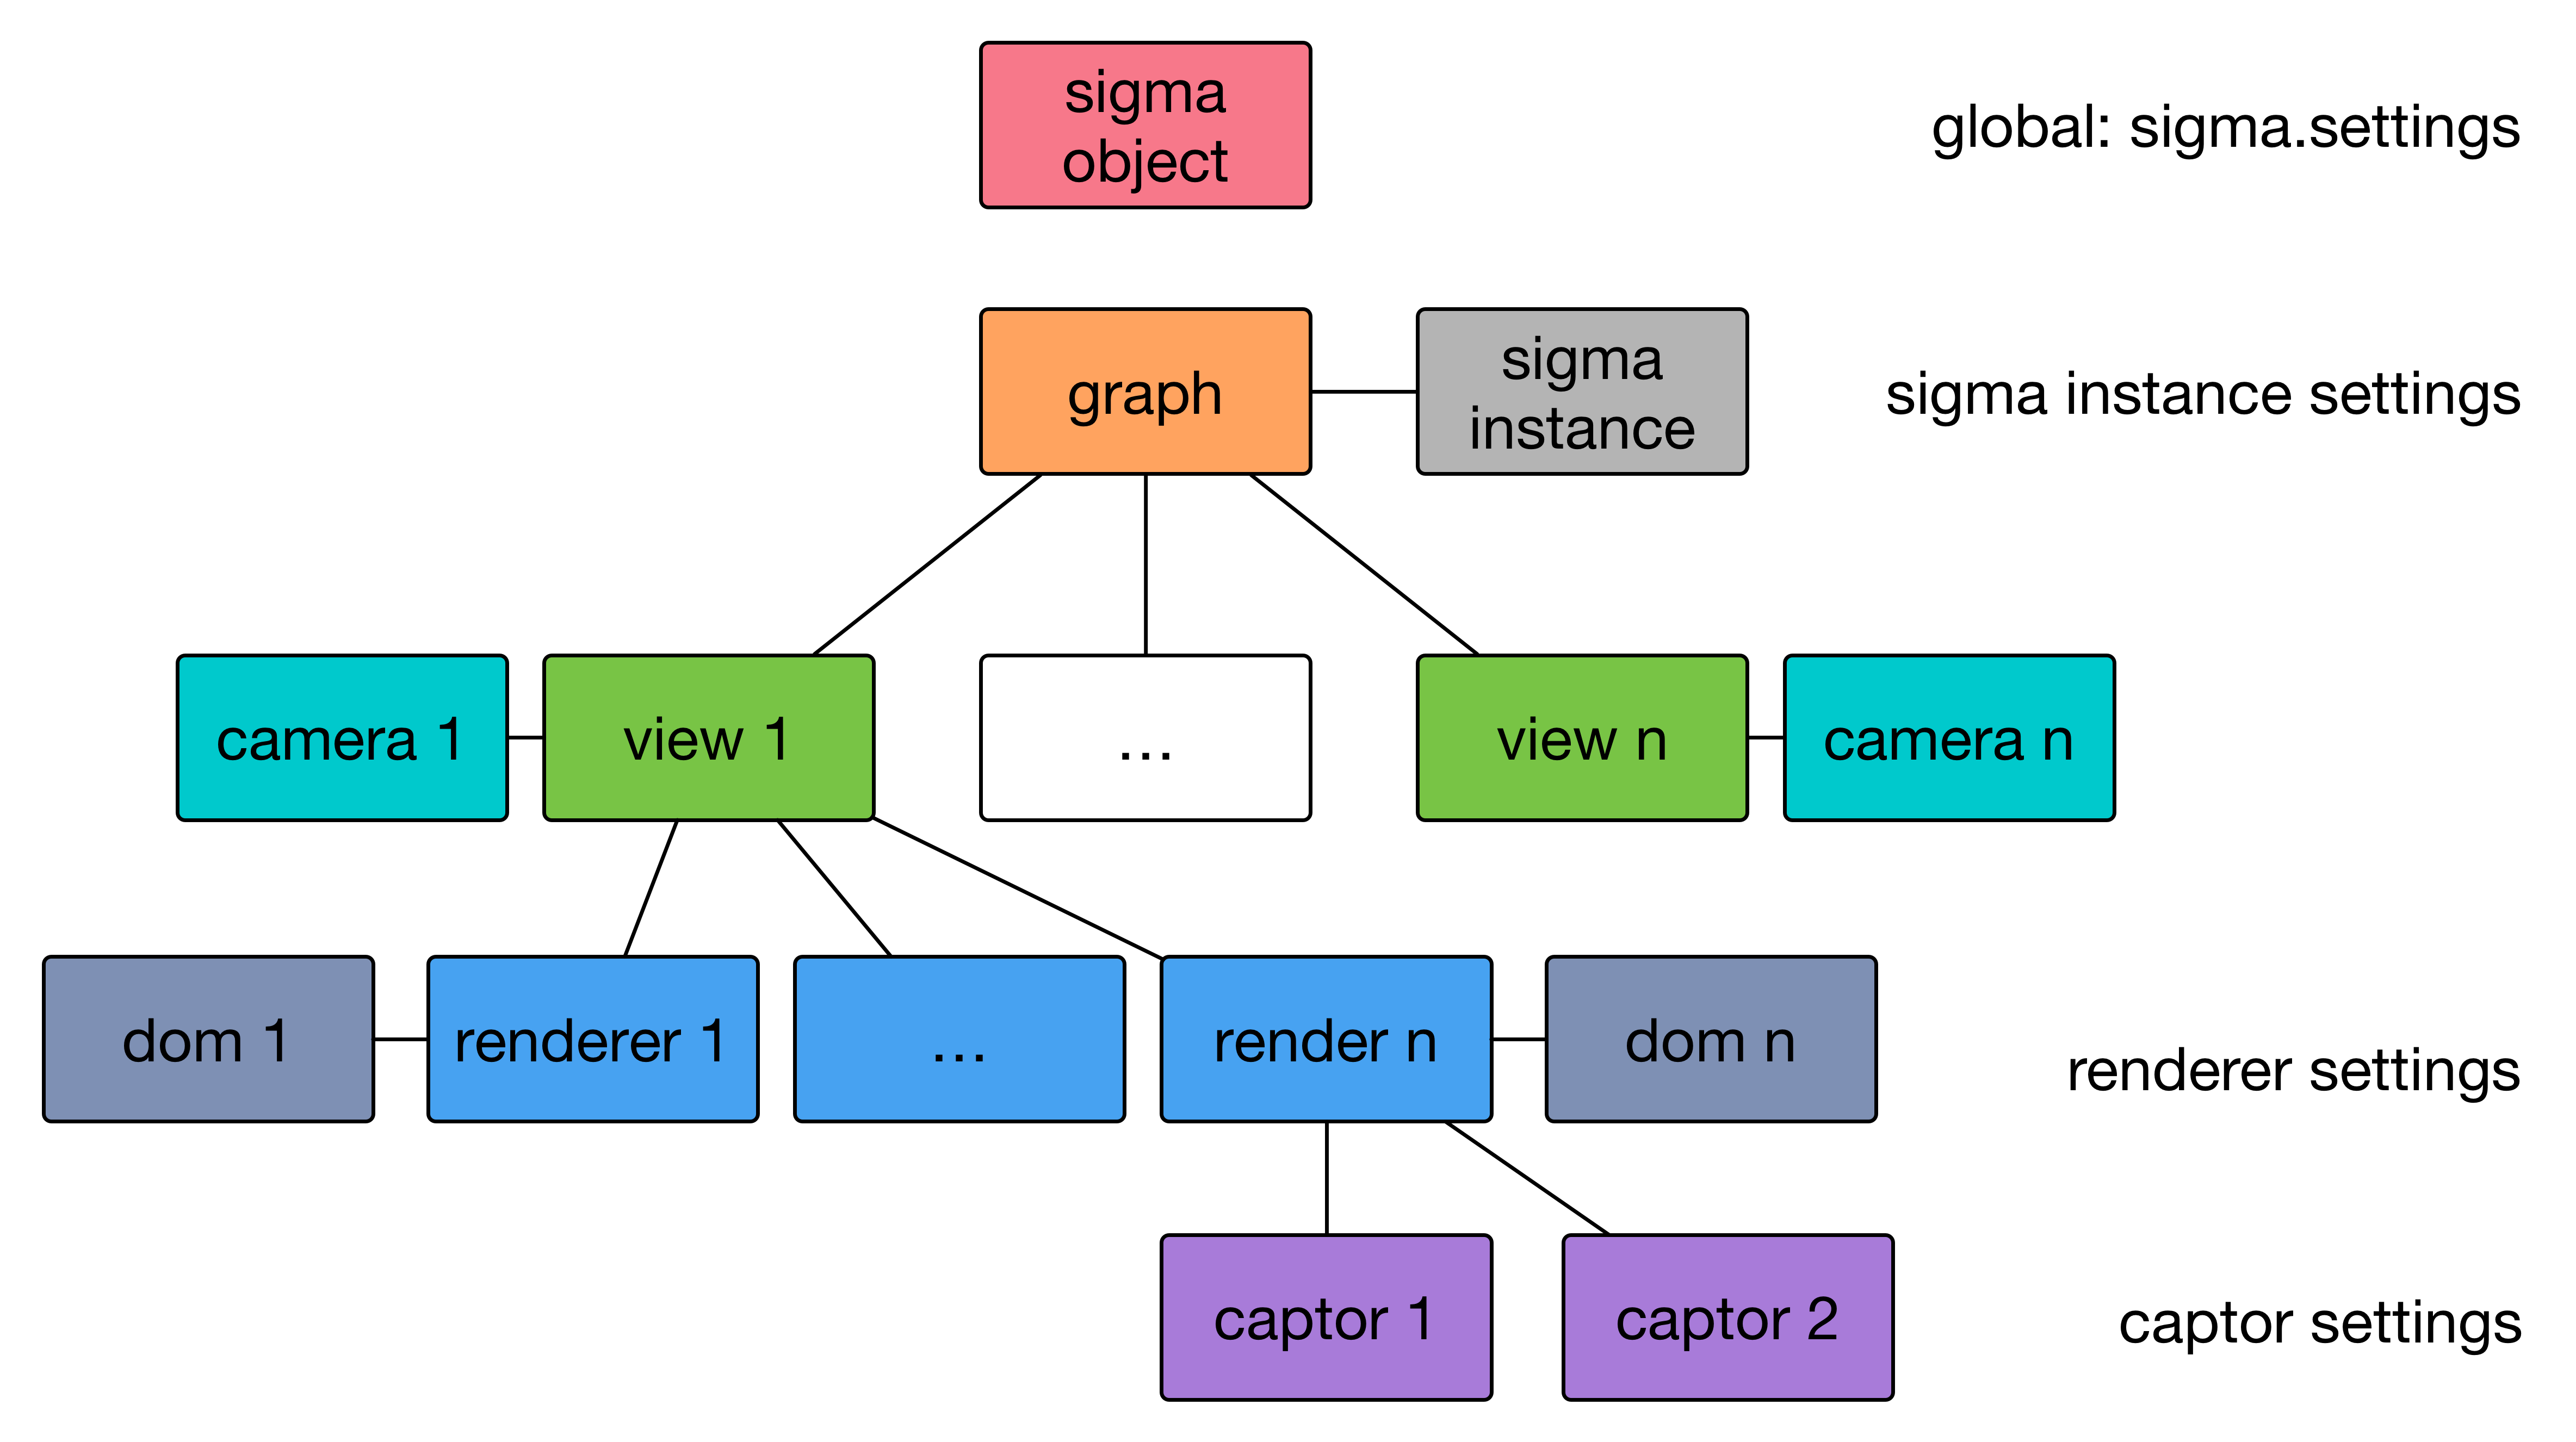 sigma
object
global: sigma.settings
graph
sigma
instance
sigma instance settings
camera 1
view 1
...
view n
camera n
dom 1
renderer 1
...
render n
dom n
renderer settings
captor 1
captor 2
captor settings